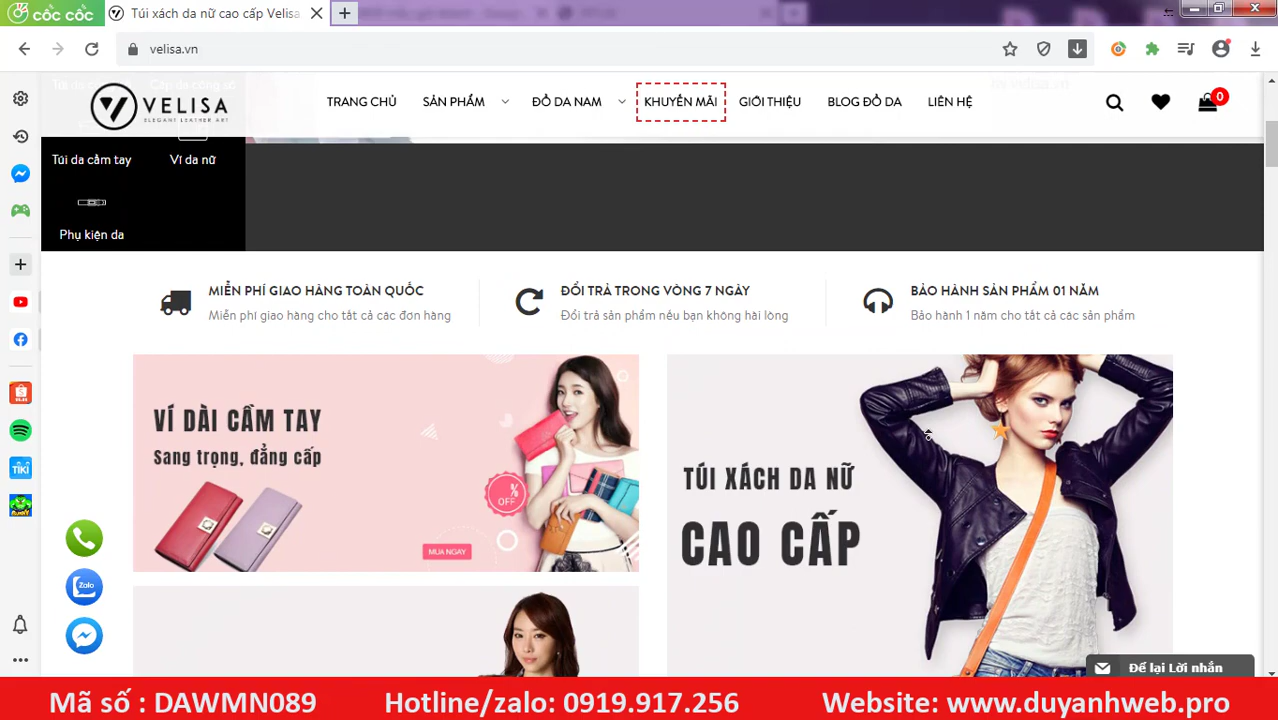 cốc cốc
Túi xách da nữ cao cấp Velisa
velisa.vn
VELISA
ELEGANT LEATHER ART
TRANG CHỦ
SẢN PHẨM
ĐỒ DA NAM
KHUYẾN MÃI
GIỚI THIỆU
BLOG ĐỒ DA
LIÊN HỆ
0
Túi da cầm tay
Ví da nữ
Phụ kiện da
MIỄN PHÍ GIAO HÀNG TOÀN QUỐC
Miễn phí giao hàng cho tất cả các đơn hàng
ĐỔI TRẢ TRONG VÒNG 7 NGÀY
Đổi trả sản phẩm nếu bạn không hài lòng
BẢO HÀNH SẢN PHẨM 01 NĂM
Bảo hành 1 năm cho tất cả các sản phẩm
VÍ DÀI CẦM TAY
Sang trọng, đẳng cấp
% OFF
MUA NGAY
TÚI XÁCH DA NỮ
CAO CẤP
Zalo
TIKI
Để lại Lời nhắn
Mã số : DAWMN089
Hotline/zalo: 0919.917.256
Website: www.duyanhweb.pro